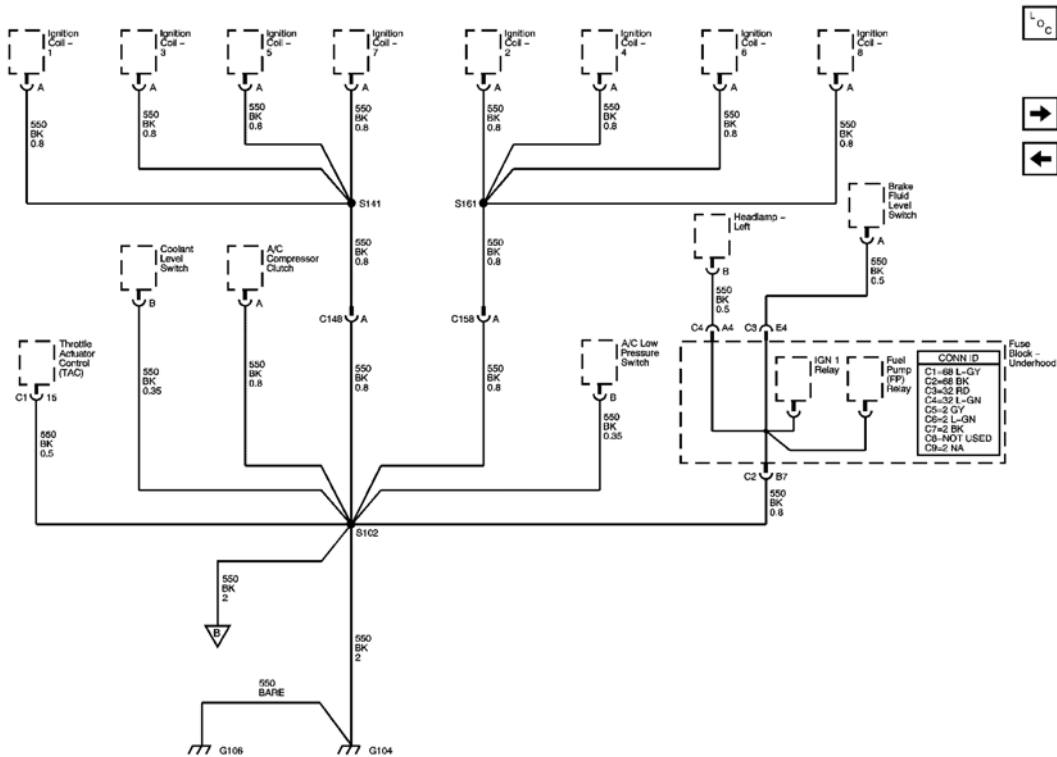 L
O
C
Ignition
Coil –
1
Ignition
Coil –
3
Ignition
Coil –
5
Ignition
Coil –
7
Ignition
Coil –
2
Ignition
Coil –
4
Ignition
Coil –
6
Ignition
Coil –
8
A
A
A
A
A
A
A
A
550
BK
0.8
550
BK
0.8
550
BK
0.8
550
BK
0.8
550
BK
0.8
550
BK
0.8
550
BK
0.8
550
BK
0.8
S141
S161
Coolant
Level
Switch
B
A/C
Compressor
Clutch
A
550
BK
0.8
550
BK
0.8
Headlamp –
Left
B
Brake
Fluid
Level
Switch
A
550
BK
0.5
550
BK
0.5
C148 A
C158 A
C4 A4
C3 E4
Throttle
Actuator
Control
(TAC)
C1 15
550
BK
0.35
550
BK
0.8
550
BK
0.8
550
BK
0.8
A/C Low
Pressure
Switch
B
550
BK
0.35
IGN 1
Relay
Fuel
Pump
(FP)
Relay
CONN ID
C1=68 L-GY
C2=68 BK
C3=32 RD
C4=32 L-GN
C5=2 GY
C6=2 L-GN
C7=2 BK
C8-NOT USED
C9=2 NA
Fuse
Block –
Underhood
550
BK
0.5
C2 B7
550
BK
0.8
S102
550
BK
2
B
550
BK
2
550
BARE
G106
G104